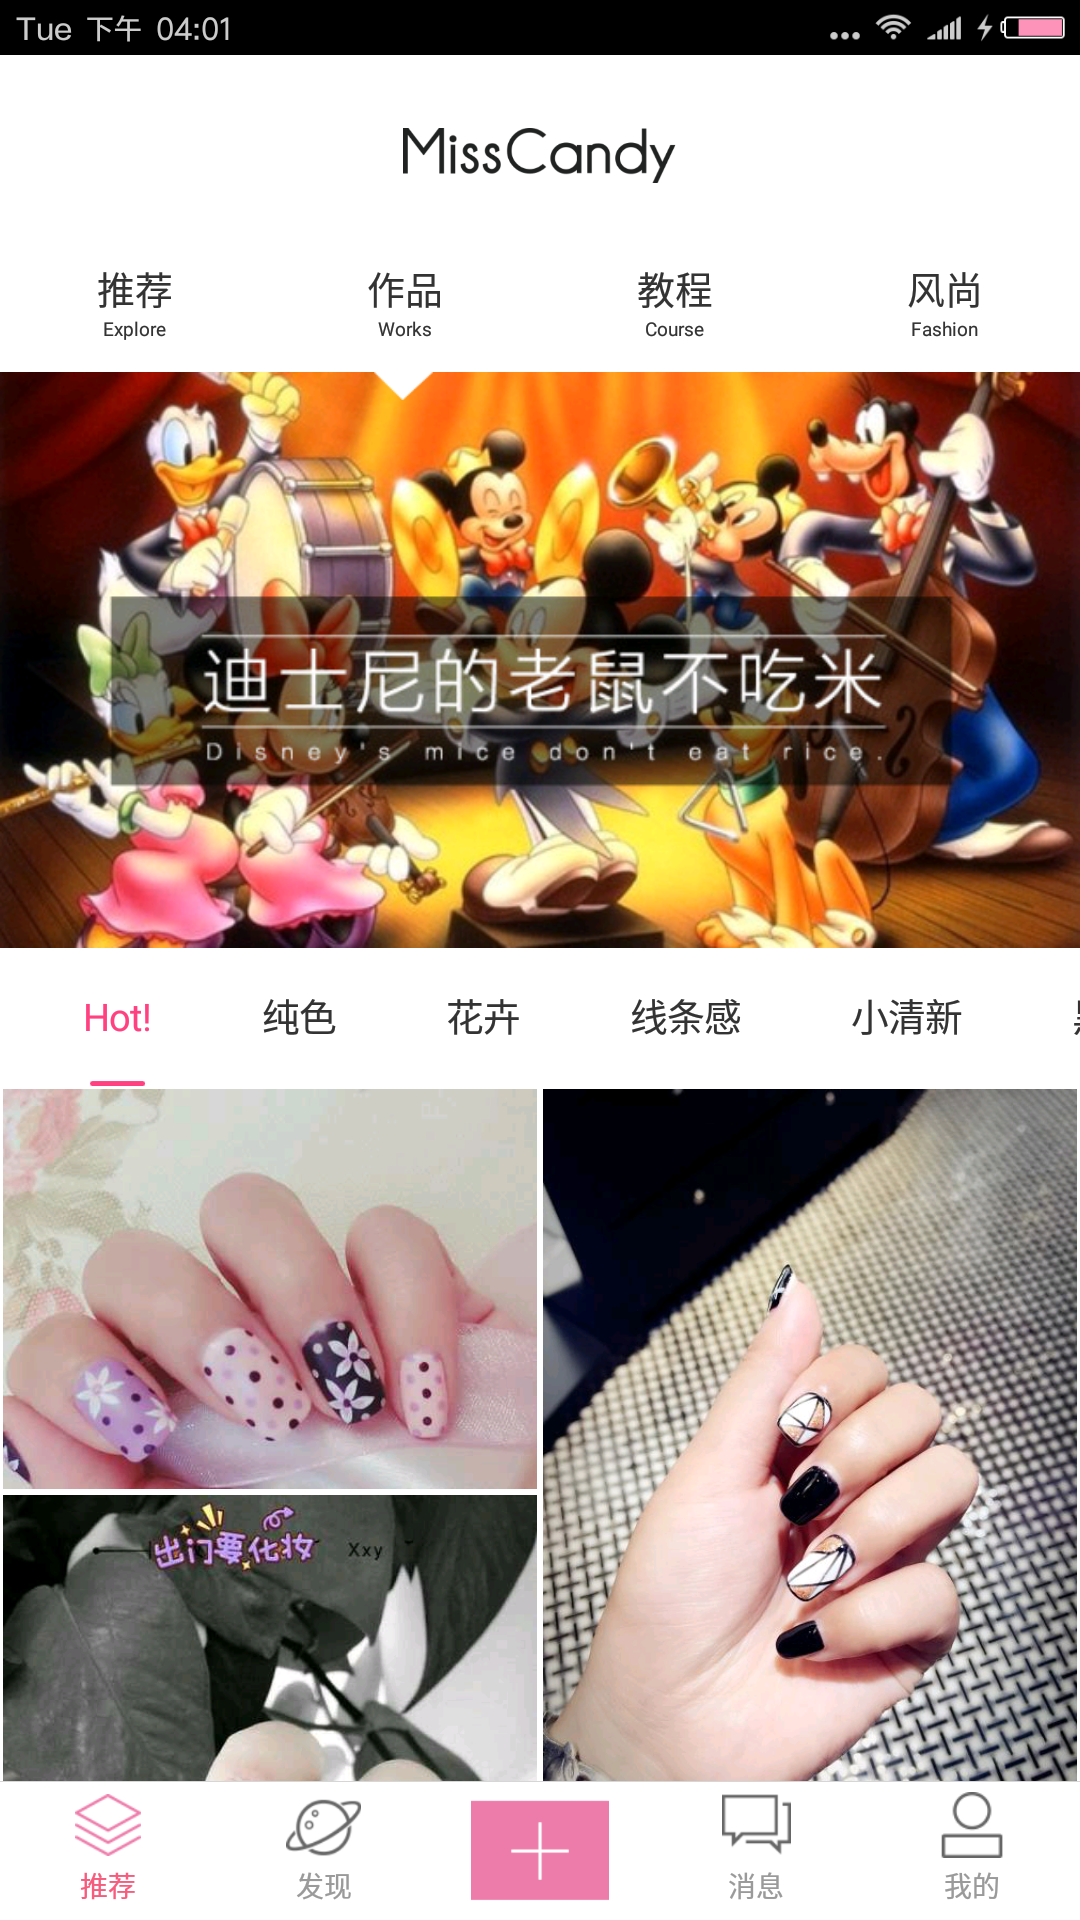 Tue 下午 04:01
MissCandy
推荐 作品 教程 风尚
Explore Works Course Fashion
迪士尼的老鼠不吃米
Disney's mice don't eat rice.
Hot! 纯色 花卉 线条感 小清新
出门要化妆 Xxy
推荐 发现 消息 我的